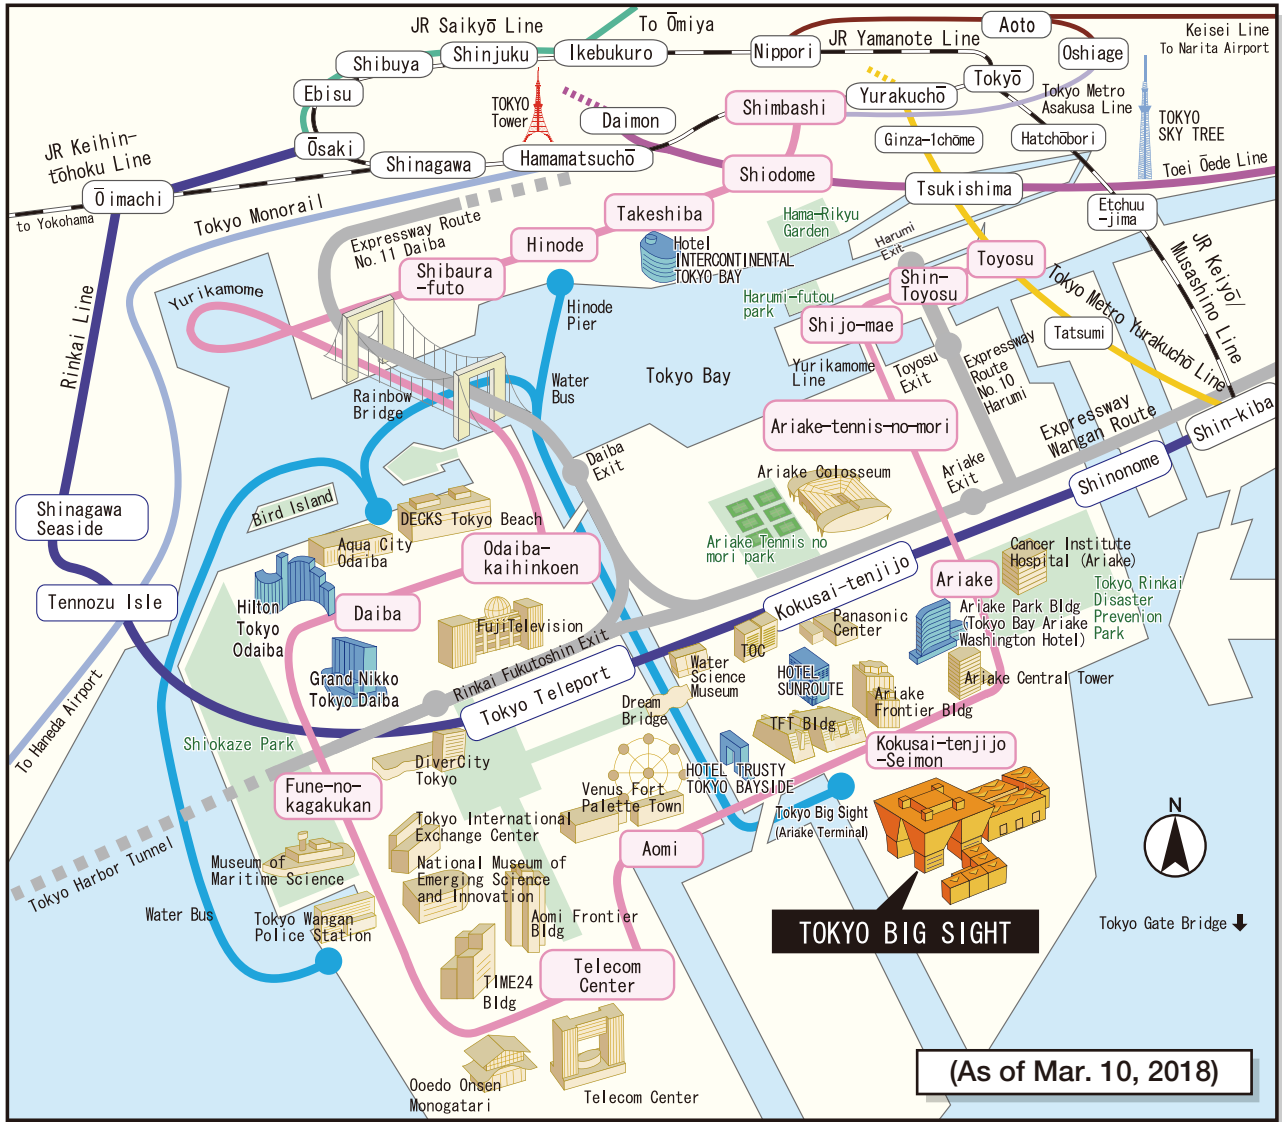 JR Saikyō Line
To Ōmiya
Aoto
Keisei Line
To Narita Airport
Shibuya
Shinjuku
Ikebukuro
Nippori
JR Yamanote Line
Oshiage
Ebisu
TOKYO
Tower
Tokyō
Yurakuchō
Tokyo Metro
Asakusa Line
TOKYO
SKY TREE
Daimon
Shimbashi
Ginza-1chōme
Hatchōbori
JR Keihin-
tōhoku Line
Ōsaki
Shinagawa
Hamamatsuchō
Shiodome
Tsukishima
Toei Ōede Line
Ōimachi
to Yokohama
Tokyo Monorail
Expressway Route
No.11 Daiba
Takeshiba
Hama-Rikyu
Garden
Harumi
Exit
Etchuu
-jima
Hinode
Hotel
INTERCONTINENTAL
TOKYO BAY
Toyosu
JR Keiyō/
Musashino Line
Shibaura
-futo
Shin-
Toyosu
Yurikamome
Hinode
Pier
Harumi-futou
park
Shijo-mae
Tokyo Metro Yurakuchō Line
Tatsumi
Rinkai Line
Rainbow
Bridge
Water
Bus
Tokyo Bay
Yurikamome
Line
Toyosu
Exit
Expressway
Route
No.10
Harumi
Expressway
Wangan Route
Shin-kiba
Ariake-tennis-no-mori
Daiba
Exit
Ariake Colosseum
Ariake
Exit
Shinonome
Shinagawa
Seaside
Bird Island
DECKS Tokyo Beach
Aqua City
Odaiba
Odaiba-
kaihinkoen
Ariake Tennis no
mori park
Kokusai-tenjijo
Cancer Institute
Hospital (Ariake)
Ariake
Tokyo Rinkai
Disaster
Prevension
Park
Tennozu Isle
Hilton
Tokyo
Odaiba
Daiba
FujiTelevision
Panasonic
Center
Ariake Park Bldg
(Tokyo Bay Ariake
Washington Hotel)
TOC
Rinkai Fukutoshin Exit
Water
Science
Museum
HOTEL
SUNROUTE
Grand Nikko
Tokyo Daiba
Tokyo Teleport
Dream
Bridge
Ariake
Frontier Bldg
Ariake Central Tower
To Haneda Airport
Shiokaze Park
TFT Bldg
DiverCity
Tokyo
Kokusai-tenjijo
-Seimon
HOTEL TRUSTY
TOKYO BAYSIDE
Fune-no-
kagakukan
Venus Fort
Palette Town
Tokyo Big Sight
(Ariake Terminal)
N
Tokyo International
Exchange Center
Aomi
Tokyo Harbor Tunnel
Museum of
Maritime Science
National Museum of
Emerging Science
and Innovation
Water Bus
Tokyo Wangan
Police Station
Aomi Frontier
Bldg
TOKYO BIG SIGHT
Tokyo Gate Bridge
Telecom
Center
TIME24
Bldg
Ooedo Onsen
Monogatari
Telecom Center
(As of Mar. 10, 2018)